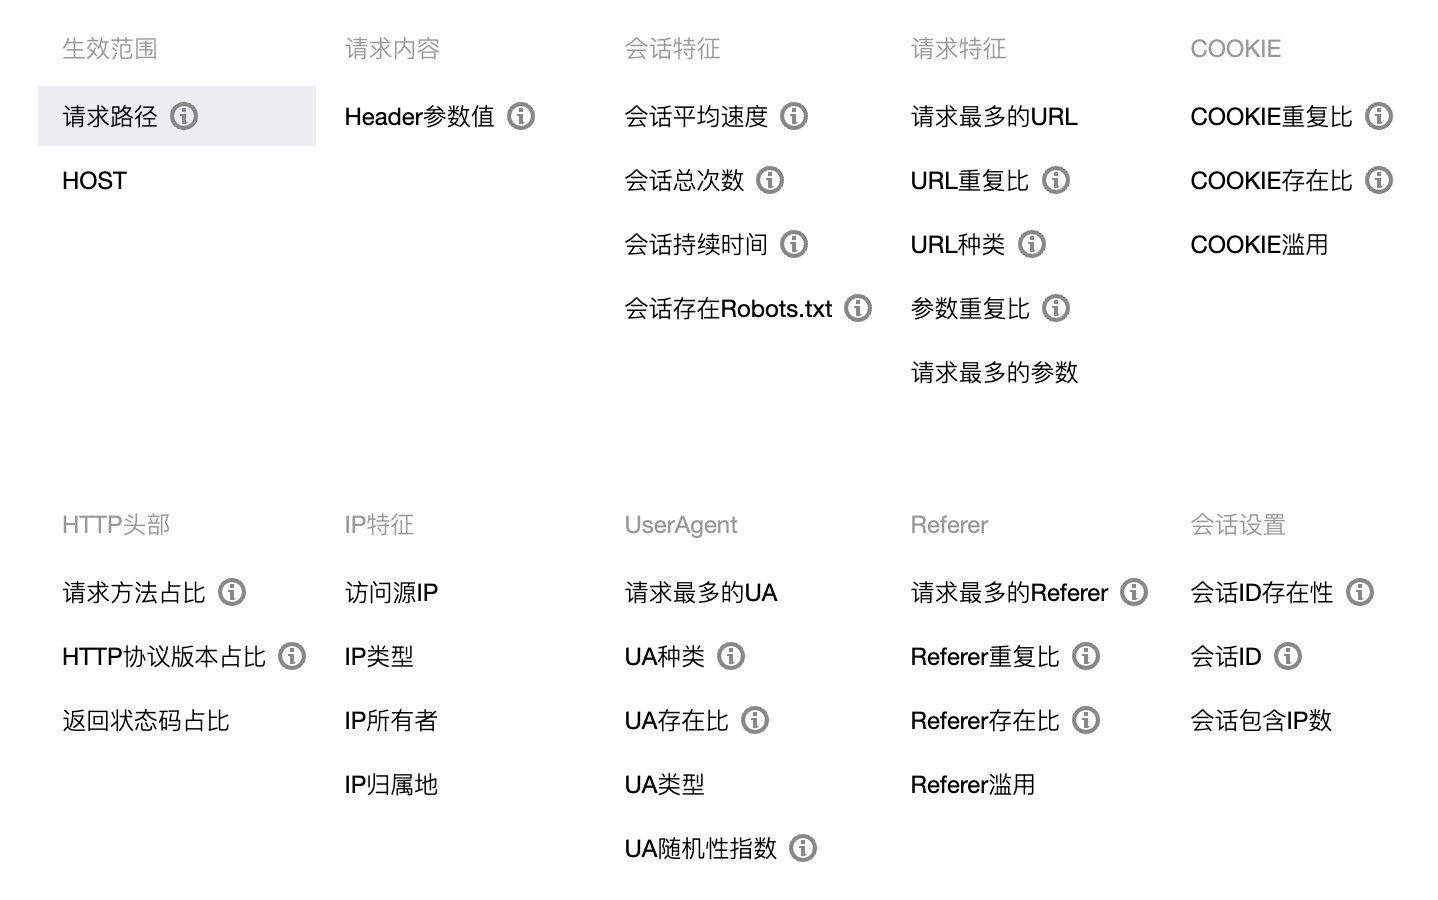 生效范围
请求路径
HOST
请求内容
Header参数值
会话特征
会话平均速度
会话总次数
会话持续时间
会话存在Robots.txt
请求特征
请求最多的URL
URL重复比
URL种类
参数重复比
请求最多的参数
COOKIE
COOKIE重复比
COOKIE存在比
COOKIE滥用
HTTP头部
请求方法占比
HTTP协议版本占比
返回状态码占比
IP特征
访问源IP
IP类型
IP所有者
IP归属地
UserAgent
请求最多的UA
UA种类
UA存在比
UA类型
UA随机性指数
Referer
请求最多的Referer
Referer重复比
Referer存在比
Referer滥用
会话设置
会话ID存在性
会话ID
会话包含IP数